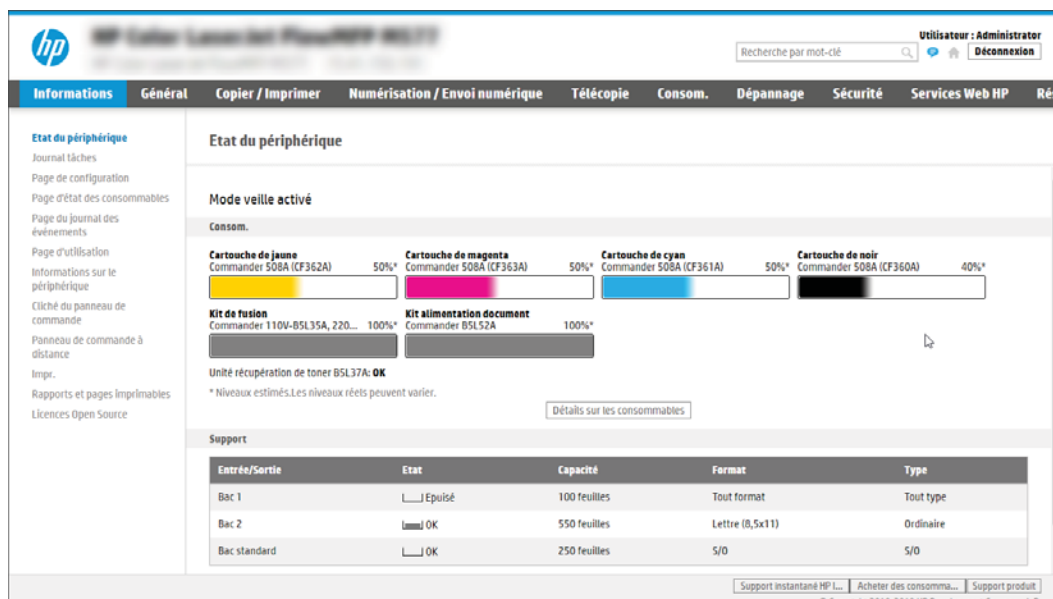 hp
Utilisateur : Administrator
Recherche par mot-clé
Déconnexion
Informations Général Copier / Imprimer Numérisation / Envoi numérique Télécopie Consom. Dépannage Sécurité Services Web HP Ré
Etat du périphérique
Journal tâches
Page de configuration
Page d'état des consommables
Page du journal des
événements
Page d'utilisation
Informations sur le
périphérique
Cliché du panneau de
commande
Panneau de commande à
distance
Impr.
Rapports et pages imprimables
Licences Open Source
Etat du périphérique
Mode veille activé
Consom.
Cartouche de jaune
Commander 508A (CF362A) 50%*
Cartouche de magenta
Commander 508A (CF363A) 50%*
Cartouche de cyan
Commander 508A (CF361A) 50%*
Cartouche de noir
Commander 508A (CF360A) 40%*
Kit de fusion
Commander 110V-B5L35A, 220... 100%*
Kit alimentation document
Commander B5L52A 100%*
Unité récupération de toner B5L37A: OK
* Niveaux estimés.Les niveaux réels peuvent varier.
Détails sur les consommables
Support
Entrée/Sortie Etat Capacité Format Type
Bac 1 Epuisé 100 feuilles Tout format Tout type
Bac 2 OK 550 feuilles Lettre (8,5x11) Ordinaire
Bac standard OK 250 feuilles S/O S/O
Support instantané HP I... Acheter des consomma... Support produit